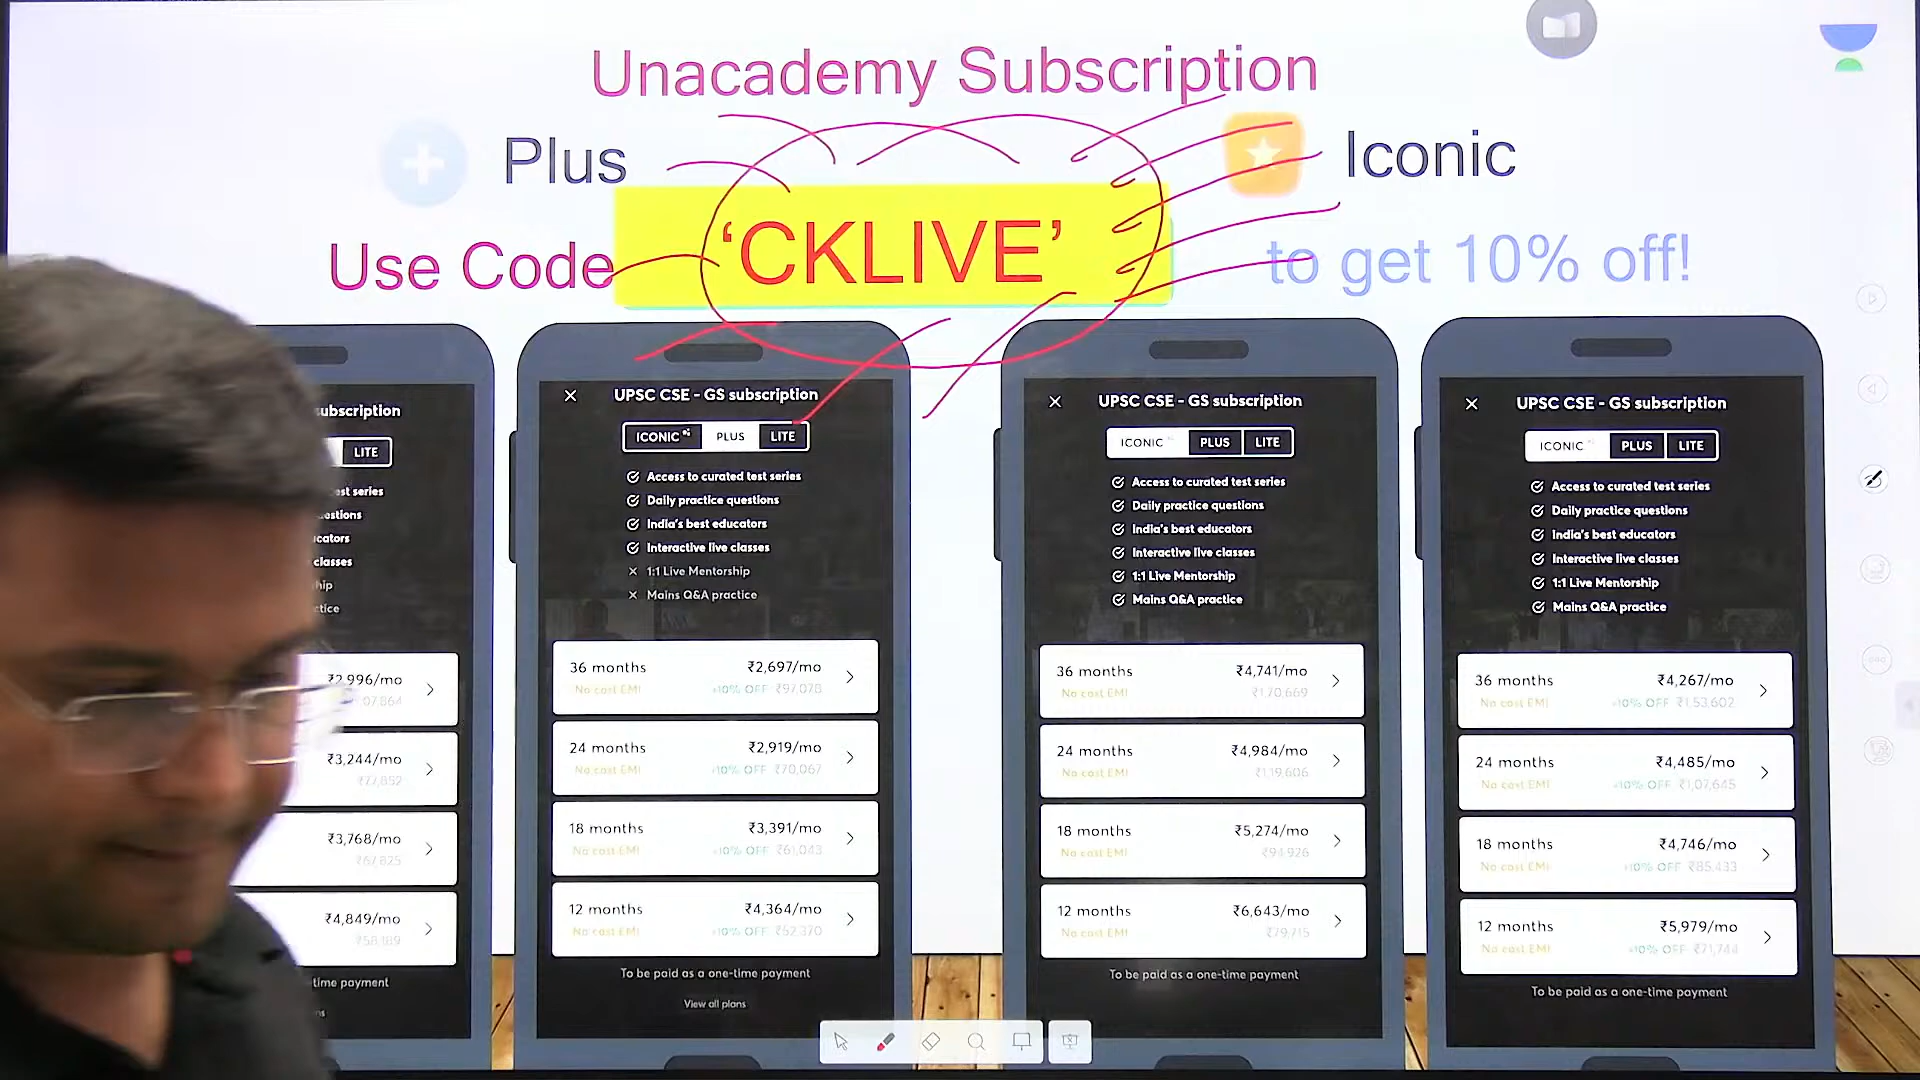 Unacademy Subscription
Plus
Iconic
Use Code 'CKLIVE' to get 10% off!
subscription
LITE
est series
estions
ucators
classes
hip
ctice
₹2,996/mo
07,864
₹3,244/mo
₹77,852
₹3,768/mo
₹67,825
₹4,849/mo
₹58,189
time payment
ns
UPSC CSE - GS subscription
ICONIC PLUS LITE
Access to curated test series
Daily practice questions
India's best educators
Interactive live classes
1:1 Live Mentorship
Mains Q&A practice
36 months ₹2,697/mo
No cost EMI +10% OFF ₹97,078
24 months ₹2,919/mo
No cost EMI +10% OFF ₹70,067
18 months ₹3,391/mo
No cost EMI +10% OFF ₹61,043
12 months ₹4,364/mo
No cost EMI +10% OFF ₹52,370
To be paid as a one-time payment
View all plans
UPSC CSE - GS subscription
ICONIC PLUS LITE
Access to curated test series
Daily practice questions
India's best educators
Interactive live classes
1:1 Live Mentorship
Mains Q&A practice
36 months ₹4,741/mo
No cost EMI ₹1,70,669
24 months ₹4,984/mo
No cost EMI ₹1,19,606
18 months ₹5,274/mo
No cost EMI ₹94,926
12 months ₹6,643/mo
No cost EMI ₹79,715
To be paid as a one-time payment
UPSC CSE - GS subscription
ICONIC PLUS LITE
Access to curated test series
Daily practice questions
India's best educators
Interactive live classes
1:1 Live Mentorship
Mains Q&A practice
36 months ₹4,267/mo
No cost EMI +10% OFF ₹1,53,602
24 months ₹4,485/mo
No cost EMI +10% OFF ₹1,07,645
18 months ₹4,746/mo
No cost EMI +10% OFF ₹85,433
12 months ₹5,979/mo
No cost EMI +10% OFF ₹71,744
To be paid as a one-time payment